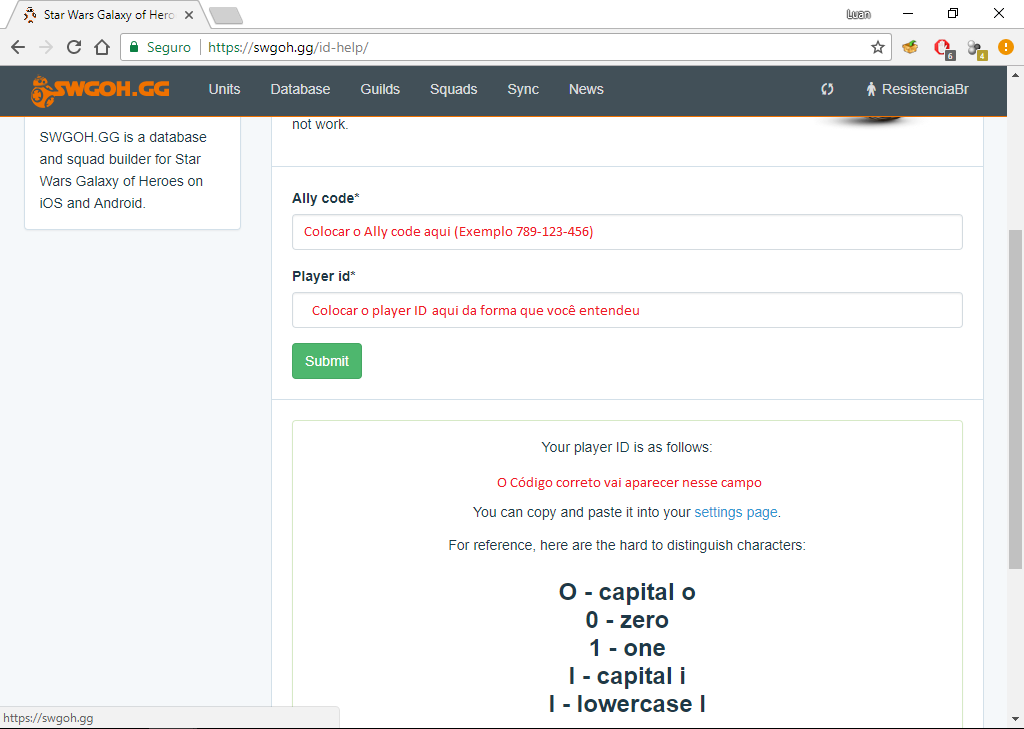 Star Wars Galaxy of Hero
Luan
Seguro
https://swgoh.gg/id-help/
6
4
SWGOH.GG
Units
Database
Guilds
Squads
Sync
News
ResistenciaBr
SWGOH.GG is a database
and squad builder for Star
Wars Galaxy of Heroes on
iOS and Android.
not work.
Ally code*
Colocar o Ally code aqui (Exemplo 789-123-456)
Player id*
Colocar o player ID aqui da forma que você entendeu
Submit
Your player ID is as follows:
O Código correto vai aparecer nesse campo
You can copy and paste it into your settings page.
For reference, here are the hard to distinguish characters:
O - capital o
0 - zero
1 - one
I - capital i
l - lowercase l
https://swgoh.gg